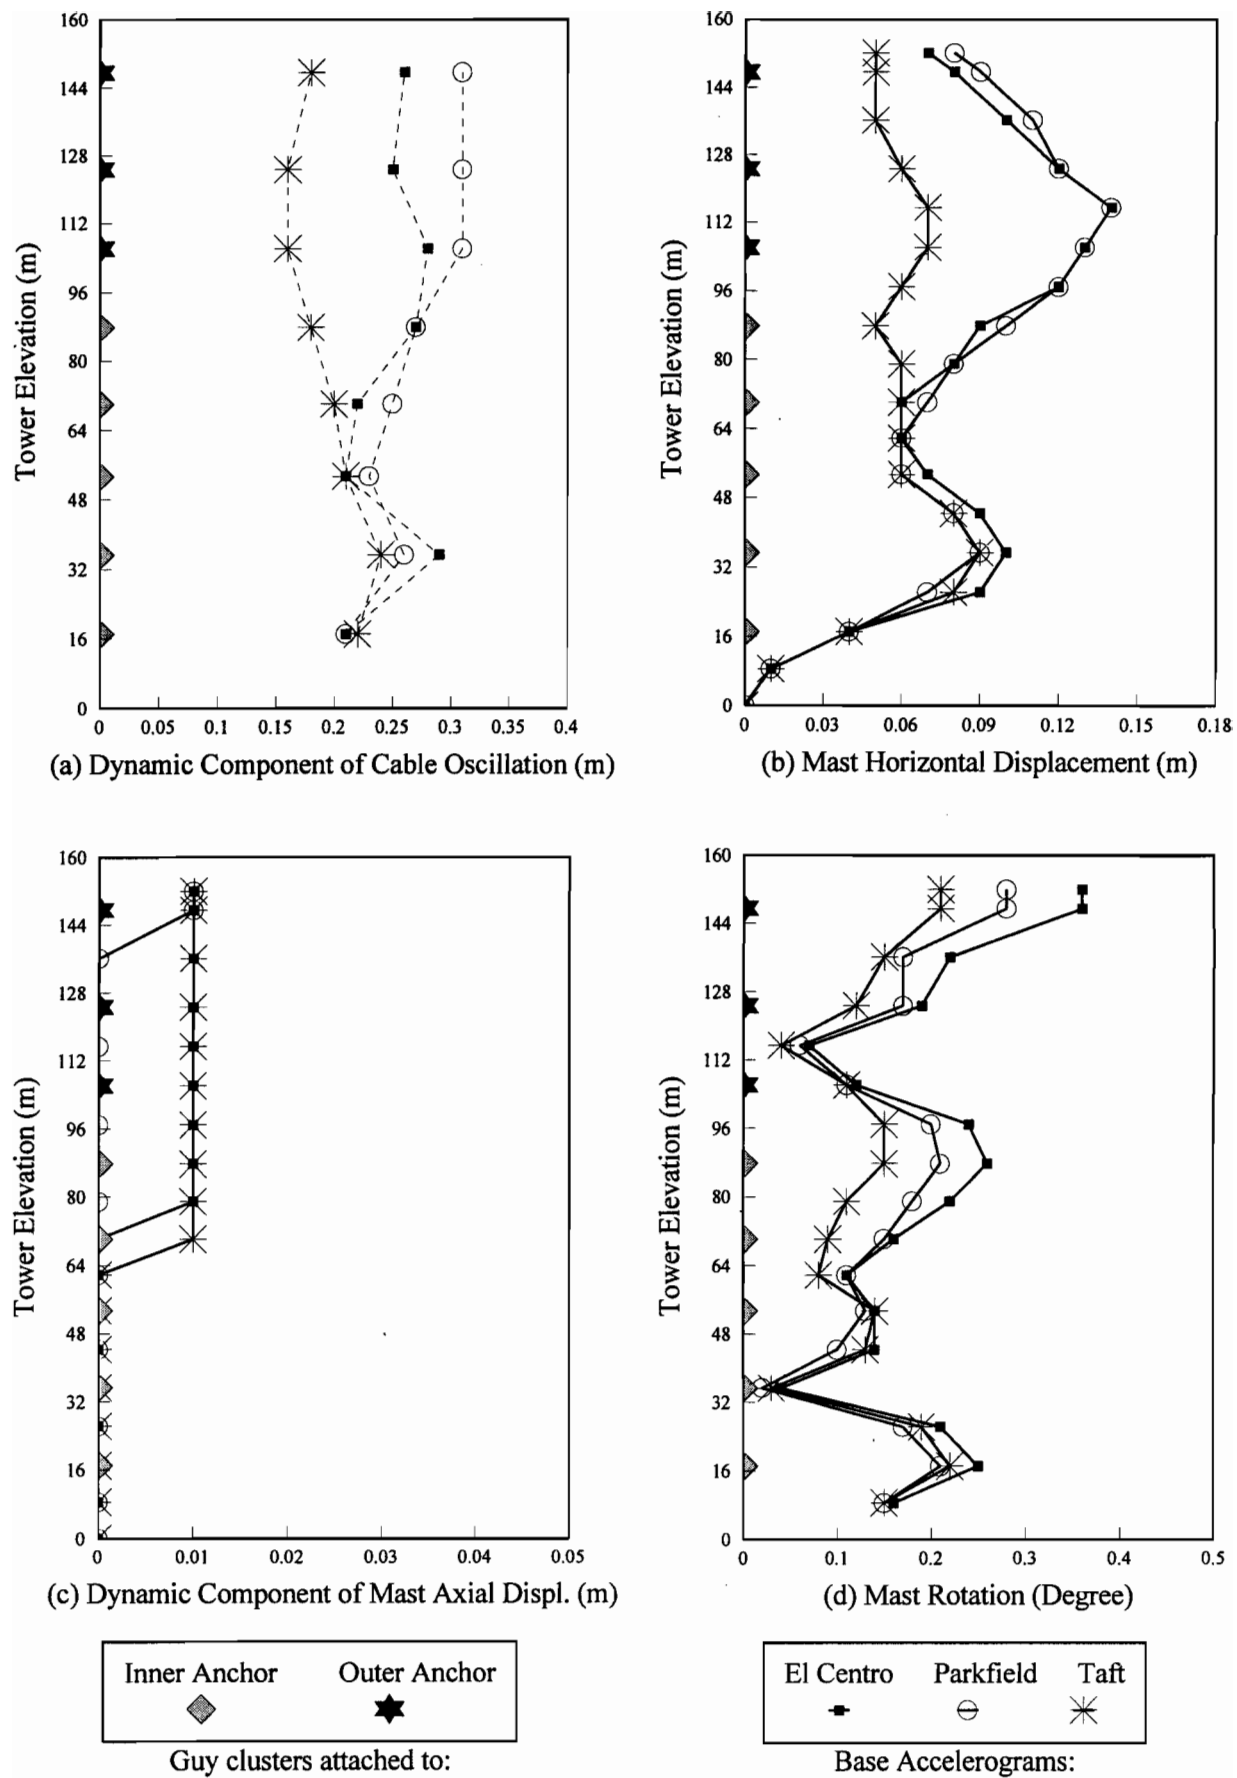 160
144
128
112
96
80
64
48
32
16
0
Tower Elevation (m)
0 0.05 0.1 0.15 0.2 0.25 0.3 0.35 0.4
(a) Dynamic Component of Cable Oscillation (m)
160
144
128
112
96
80
64
48
32
16
0
Tower Elevation (m)
0 0.03 0.06 0.09 0.12 0.15 0.18
(b) Mast Horizontal Displacement (m)
160
144
128
112
96
80
64
48
32
16
0
Tower Elevation (m)
0 0.01 0.02 0.03 0.04 0.05
(c) Dynamic Component of Mast Axial Displ. (m)
160
144
128
112
96
80
64
48
32
16
0
Tower Elevation (m)
0 0.1 0.2 0.3 0.4 0.5
(d) Mast Rotation (Degree)
Inner Anchor Outer Anchor
Guy clusters attached to:
El Centro Parkfield Taft
Base Accelerograms: